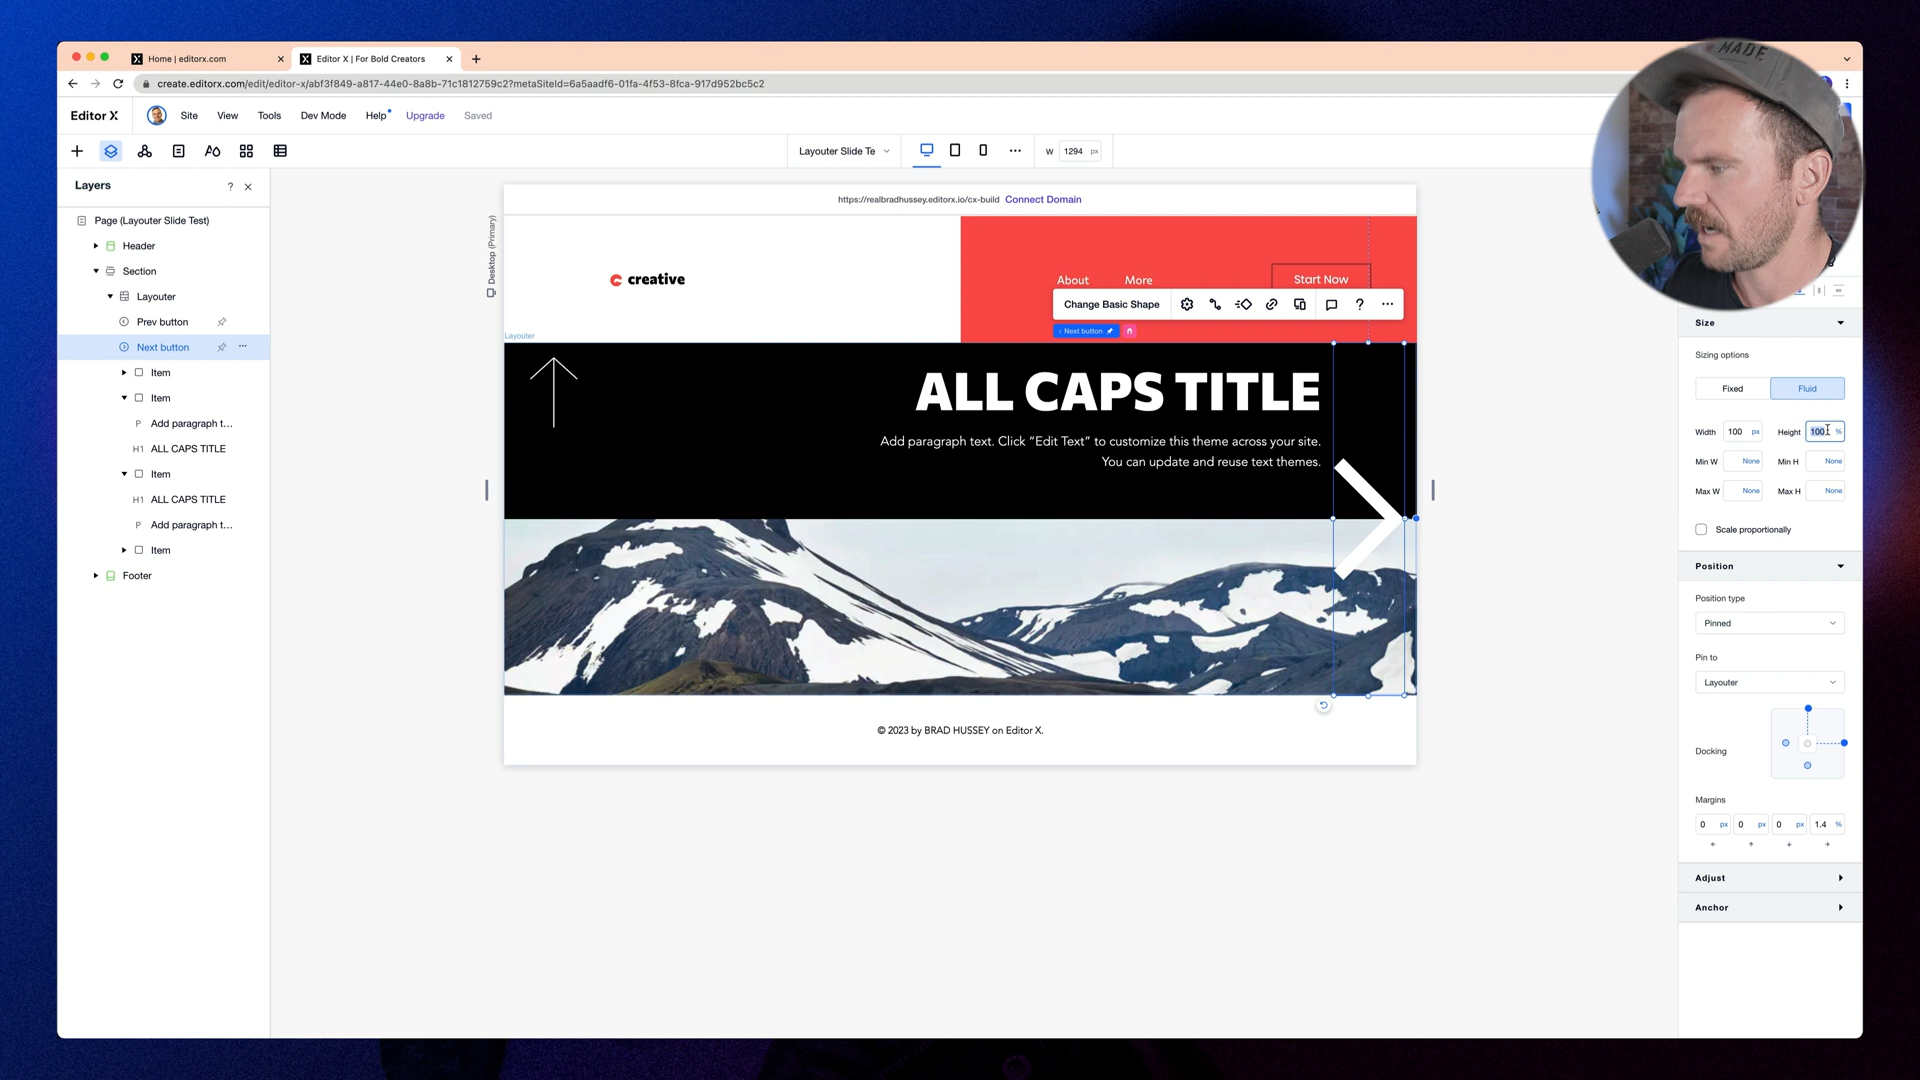 MADE
Home | editorx.com
Editor X | For Bold Creators
create.editorx.com/edit/editor-x/abf3f849-a817-44e0-8a8b-71c1812759c2?metaSiteId=6a5aadf6-01fa-4f53-8fca-917d952bc5c2
Editor X Site View Tools Dev Mode Help Upgrade Saved
Layouter Slide Te W 1294 px
Layers ?
Page (Layouter Slide Test)
Header
Section
Layouter
Prev button
Next button
Item
Item
P Add paragraph t...
H1 ALL CAPS TITLE
Item
H1 ALL CAPS TITLE
P Add paragraph t...
Item
Footer
https://realbradhussey.editorx.io/cx-build Connect Domain
Desktop (Primary)
creative
About More Start Now
Change Basic Shape
Next button
Layouter
ALL CAPS TITLE
Add paragraph text. Click “Edit Text” to customize this theme across your site.
You can update and reuse text themes.
© 2023 by BRAD HUSSEY on Editor X.
Size
Sizing options
Fixed Fluid
Width 100 px Height 100 %
Min W None Min H None
Max W None Max H None
Scale proportionally
Position
Position type
Pinned
Pin to
Layouter
Docking
Margins
0 px 0 px 0 px 1.4 %
Adjust
Anchor